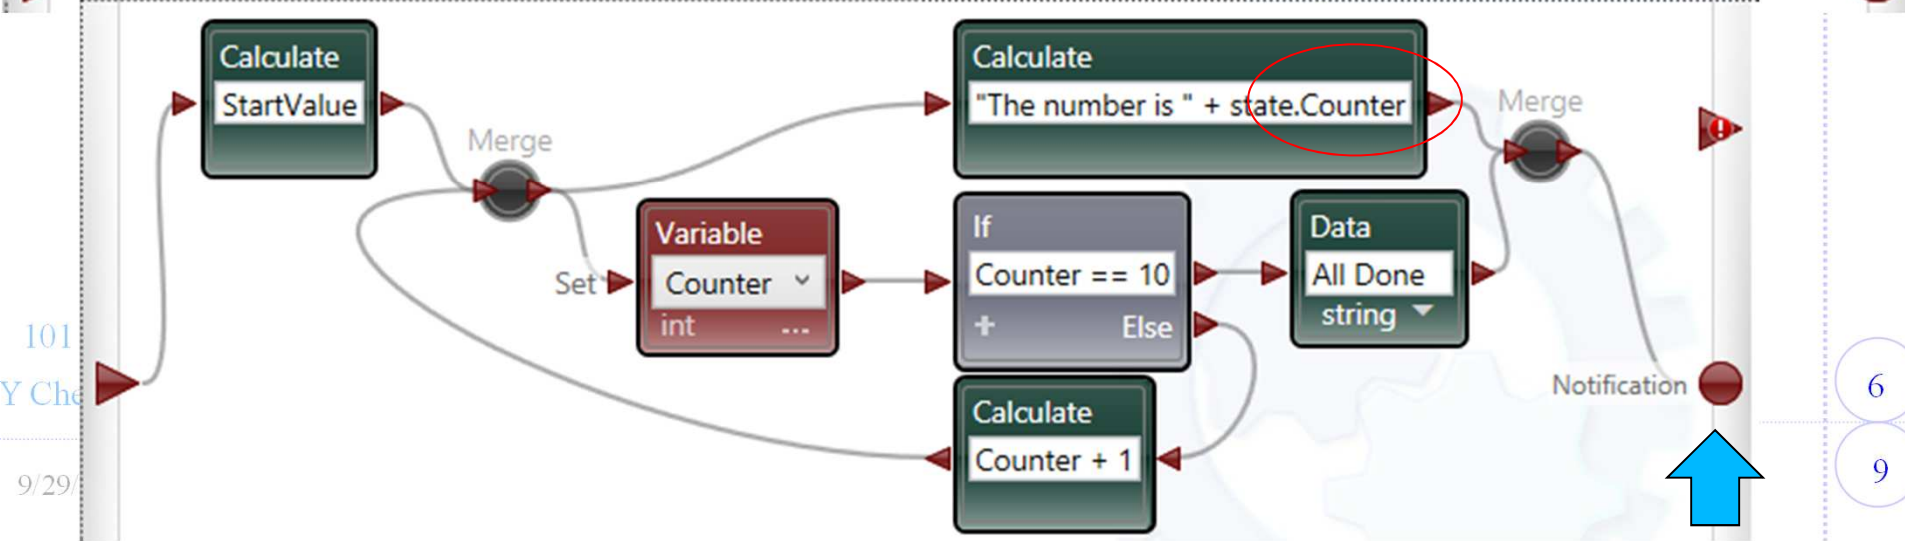 Calculate
StartValue
Merge
Calculate
"The number is " + state.Counter
Merge
Set
Variable
Counter
int ...
If
Counter == 10
+ Else
Data
All Done
string
Calculate
Counter + 1
Notification
101
Y Che
9/29/
6
9